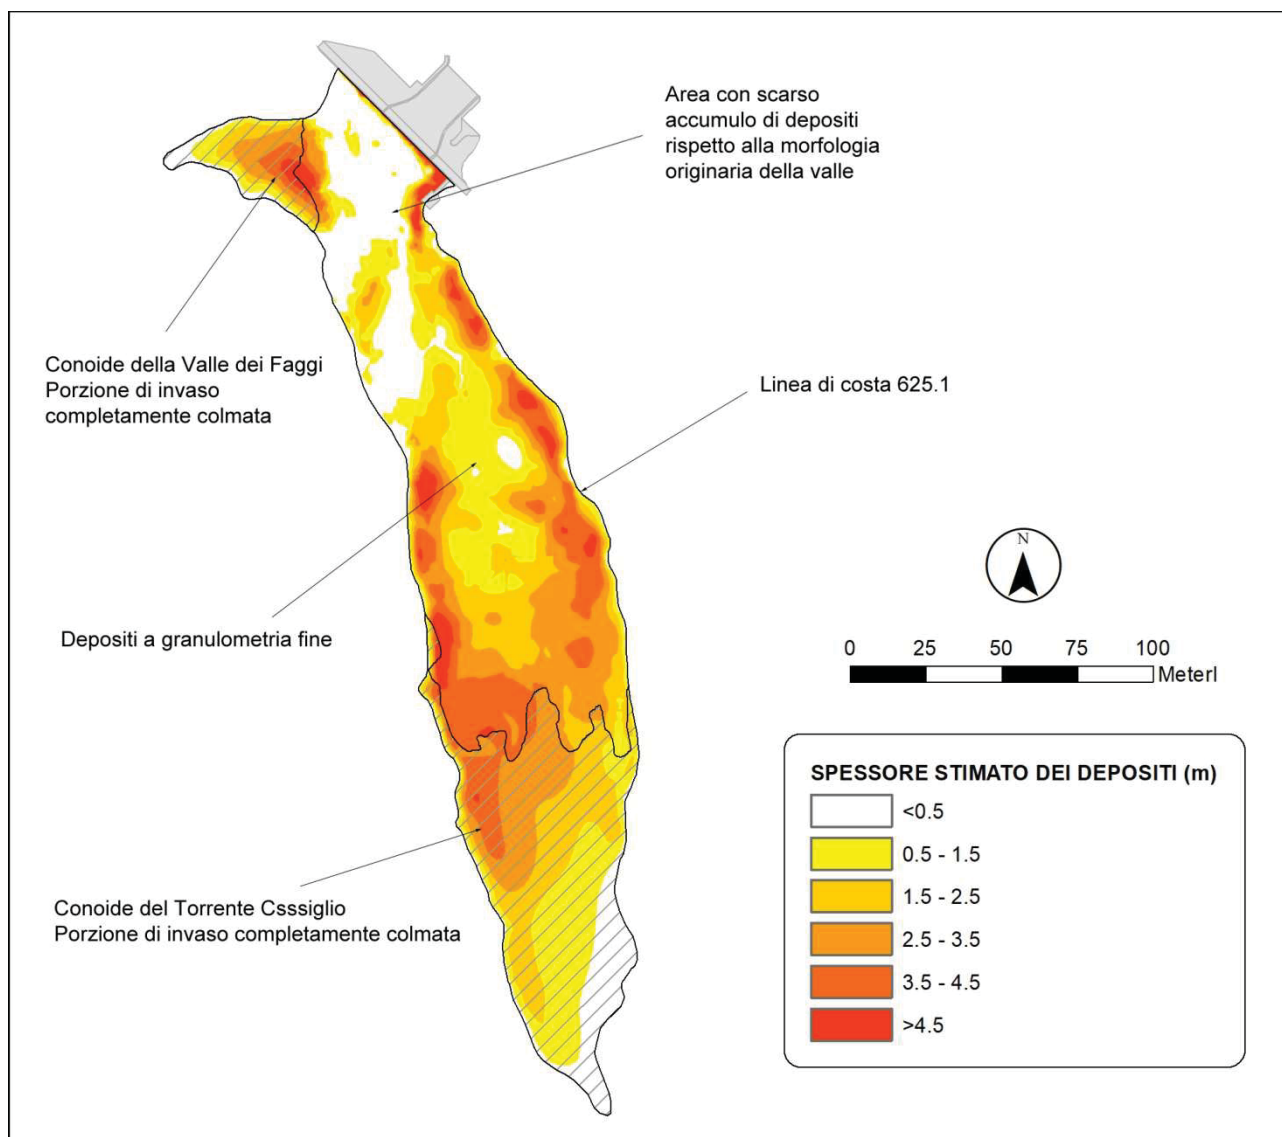 Area con scarso
accumulo di depositi
rispetto alla morfologia
originaria della valle
Conoide della Valle dei Faggi
Porzione di invaso
completamente colmata
Linea di costa 625.1
Depositi a granulometria fine
N
0 25 50 75 100
Meterl
Conoide del Torrente Csssiglio
Porzione di invaso completamente colmata
SPESSORE STIMATO DEI DEPOSITI (m)
<0.5
0.5 - 1.5
1.5 - 2.5
2.5 - 3.5
3.5 - 4.5
>4.5